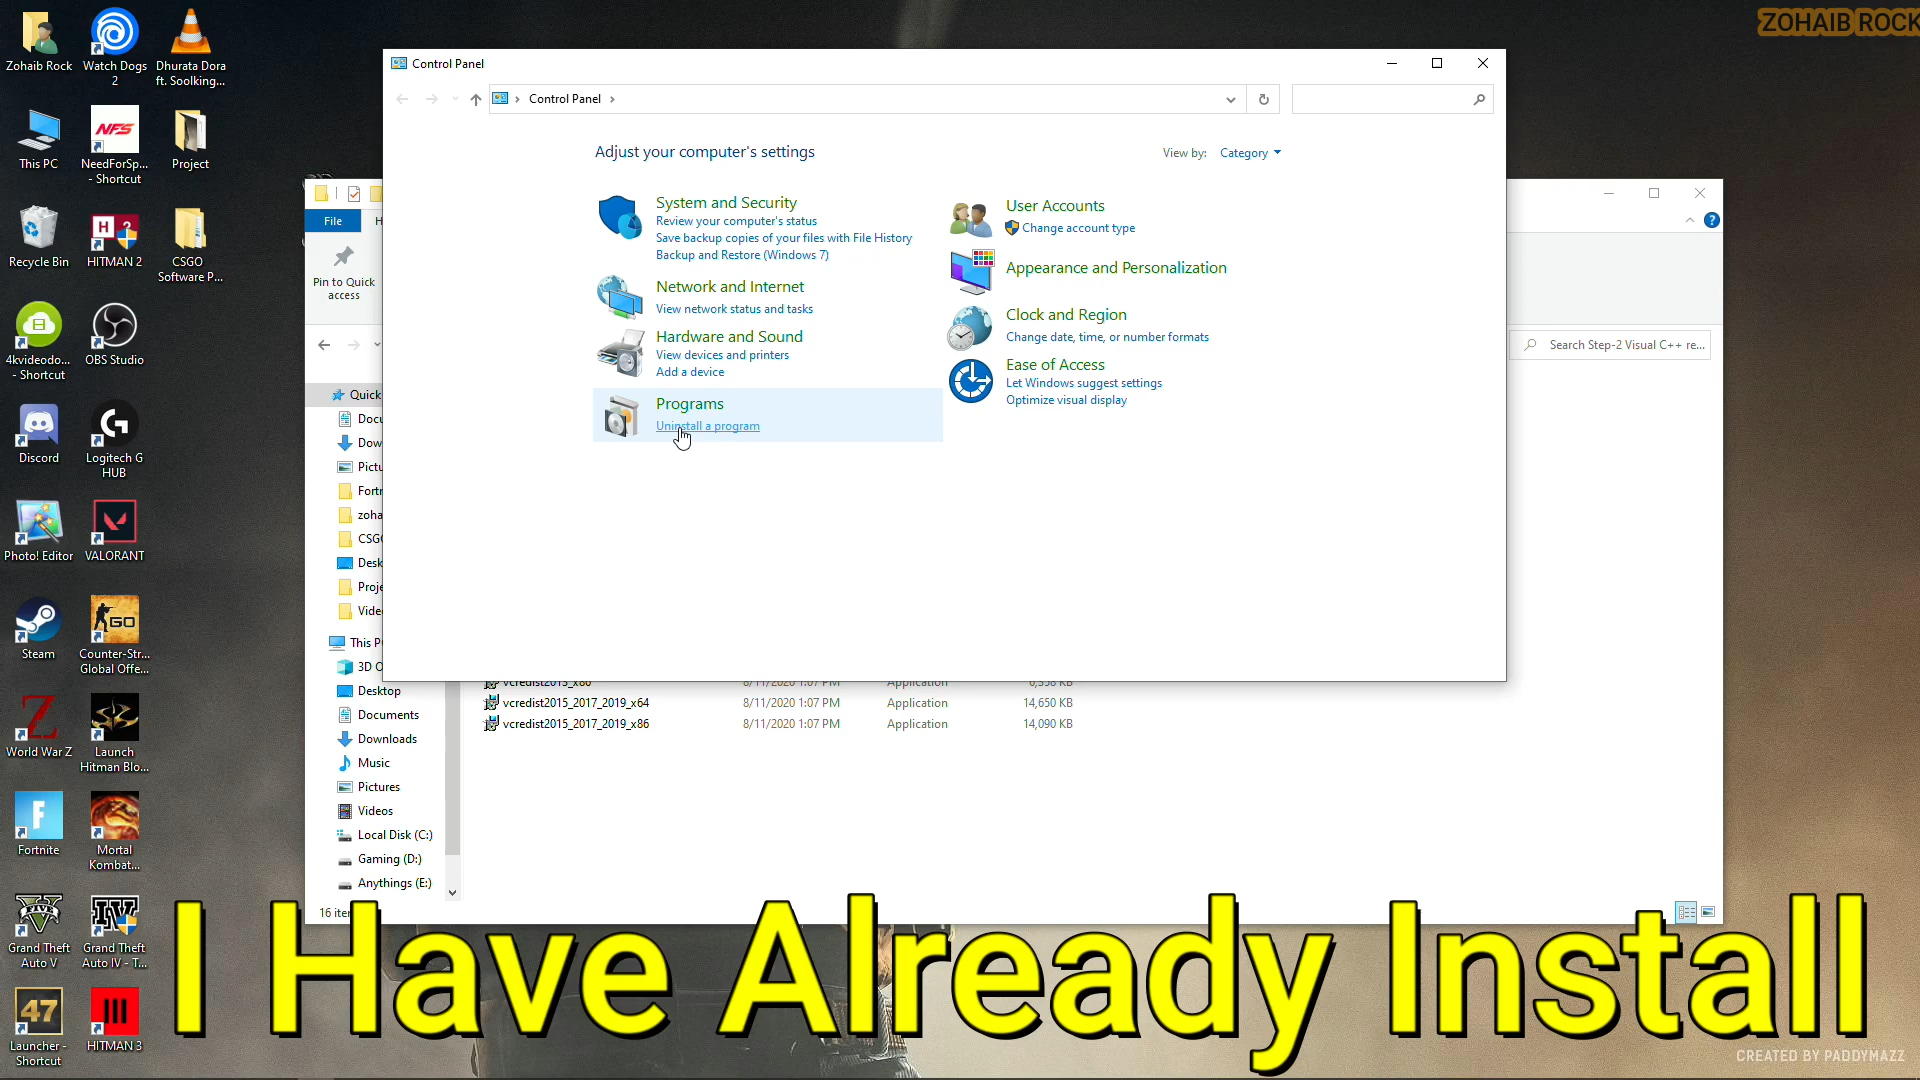 ZOHAIB ROCK
Zohaib Rock
Watch Dogs
2
Dhurata Dora
ft. Soolking...
This PC
NFS
NeedForSp...
- Shortcut
Project
Recycle Bin
HITMAN 2
CSGO
Software P...
4kvideodo...
- Shortcut
OBS Studio
Discord
Logitech G
HUB
Photo! Editor
VALORANT
Steam
GO
Counter-Str...
Global Offe...
World War Z
Launch
Hitman Blo...
Fortnite
Mortal
Kombat...
Grand Theft
Auto V
Grand Theft
Auto IV - T...
47
Launcher -
Shortcut
HITMAN 3
Control Panel
Control Panel
Adjust your computer's settings
View by: Category
System and Security
Review your computer's status
Save backup copies of your files with File History
Backup and Restore (Windows 7)
Network and Internet
View network status and tasks
Hardware and Sound
View devices and printers
Add a device
Programs
Uninstall a program
User Accounts
Change account type
Appearance and Personalization
Clock and Region
Change date, time, or number formats
Ease of Access
Let Windows suggest settings
Optimize visual display
File
H
Pin to Quick
access
Search Step-2 Visual C++ re...
Quick
Docu
Dow
Pictu
Fortr
zoha
CSG
Desk
Proje
Vide
This P
3D O
Desktop
Documents
Downloads
Music
Pictures
Videos
Local Disk (C:)
Gaming (D:)
Anythings (E:)
16 iter
vcredist2013_x86 8/11/2020 1:07 PM Application
vcredist2015_2017_2019_x64 8/11/2020 1:07 PM Application 14,650 KB
vcredist2015_2017_2019_x86 8/11/2020 1:07 PM Application 14,090 KB
I Have Already Install
CREATED BY PADDYMAZZ